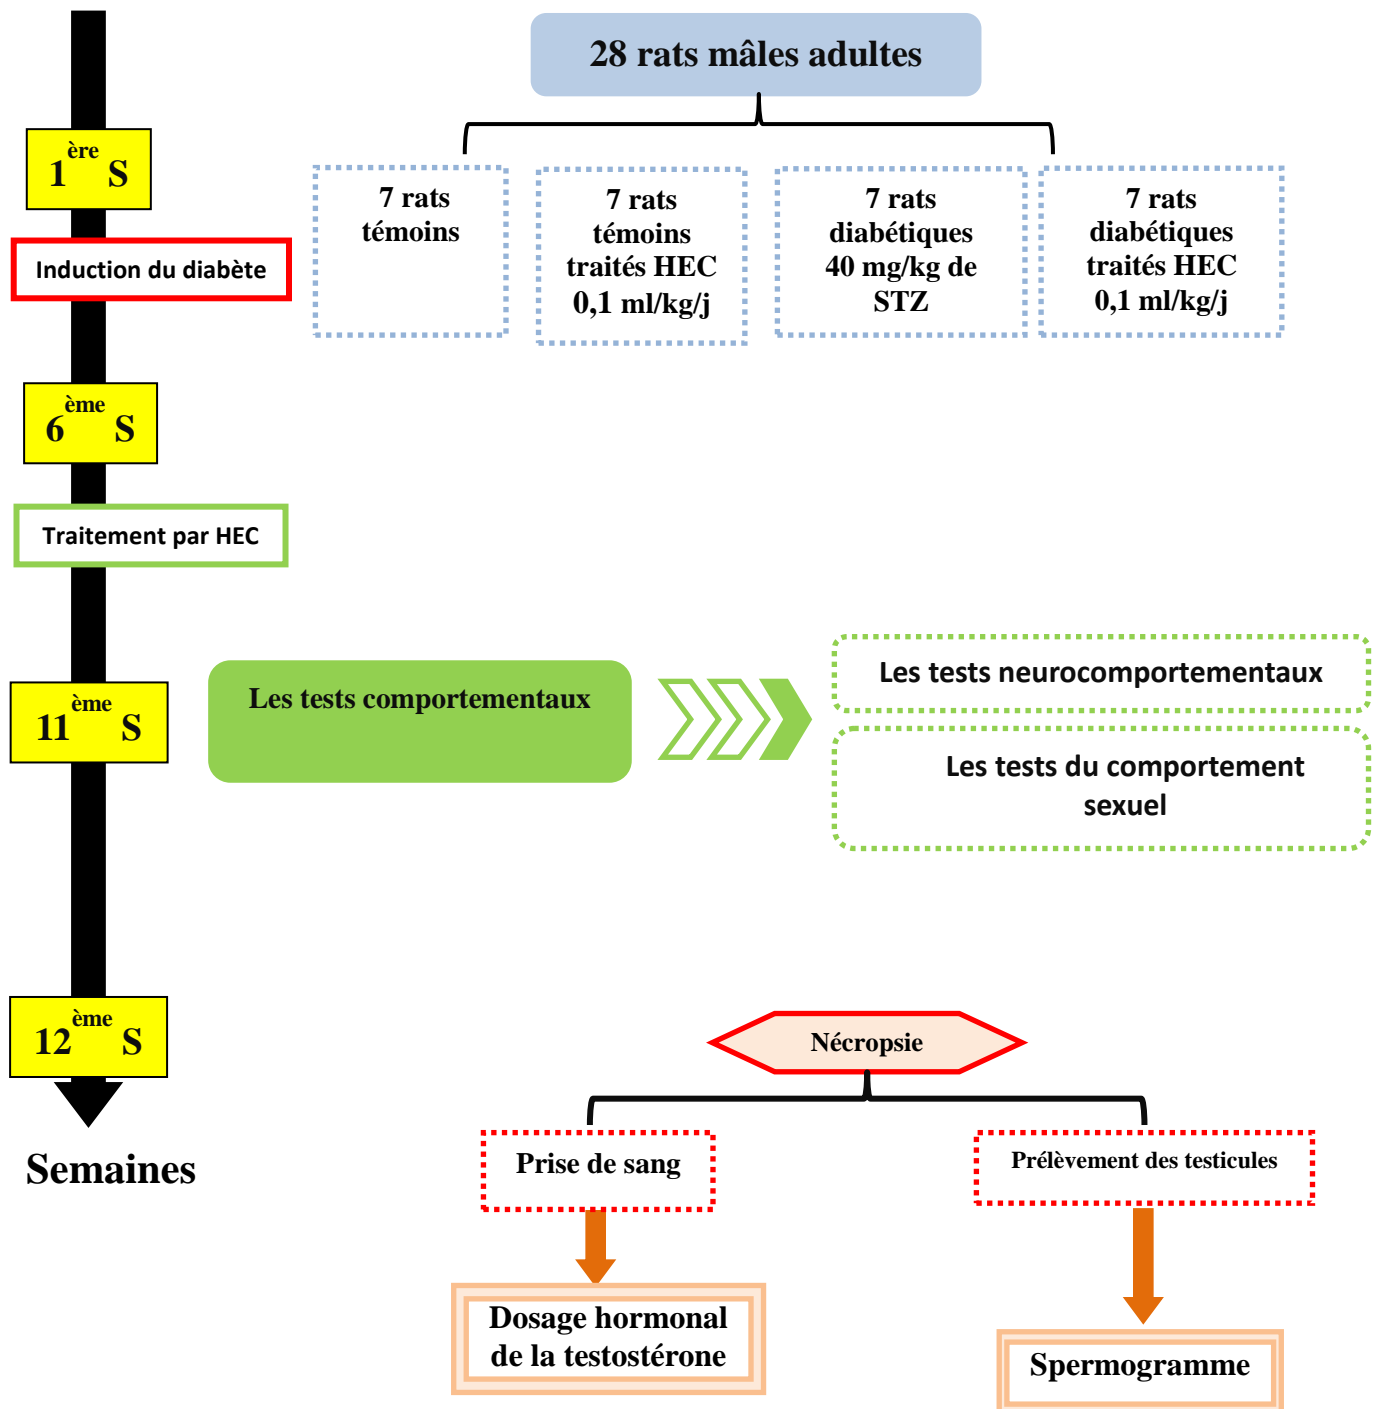 28 rats mâles adultes
1ère S
7 rats
témoins
7 rats
témoins
traités HEC
0,1 ml/kg/j
7 rats
diabétiques
40 mg/kg de
STZ
7 rats
diabétiques
traités HEC
0,1 ml/kg/j
Induction du diabète
6ème S
Traitement par HEC
11ème S
Les tests comportementaux
Les tests neurocomportementaux
Les tests du comportement
sexuel
12ème S
Nécropsie
Semaines
Prise de sang
Prélèvement des testicules
Dosage hormonal
de la testostérone
Spermogramme